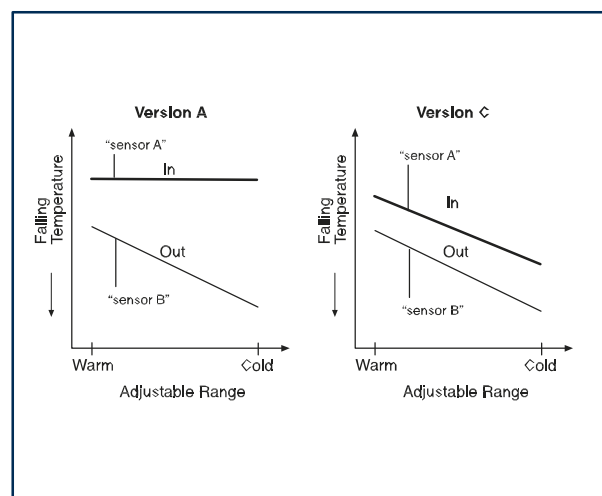 Version A
"sensor A"
In
Falling
Temperature
Out
"sensor B"
Warm
Cold
Adjustable Range
Version C
"sensor A"
In
Falling
Temperature
Out
"sensor B"
Warm
Cold
Adjustable Range